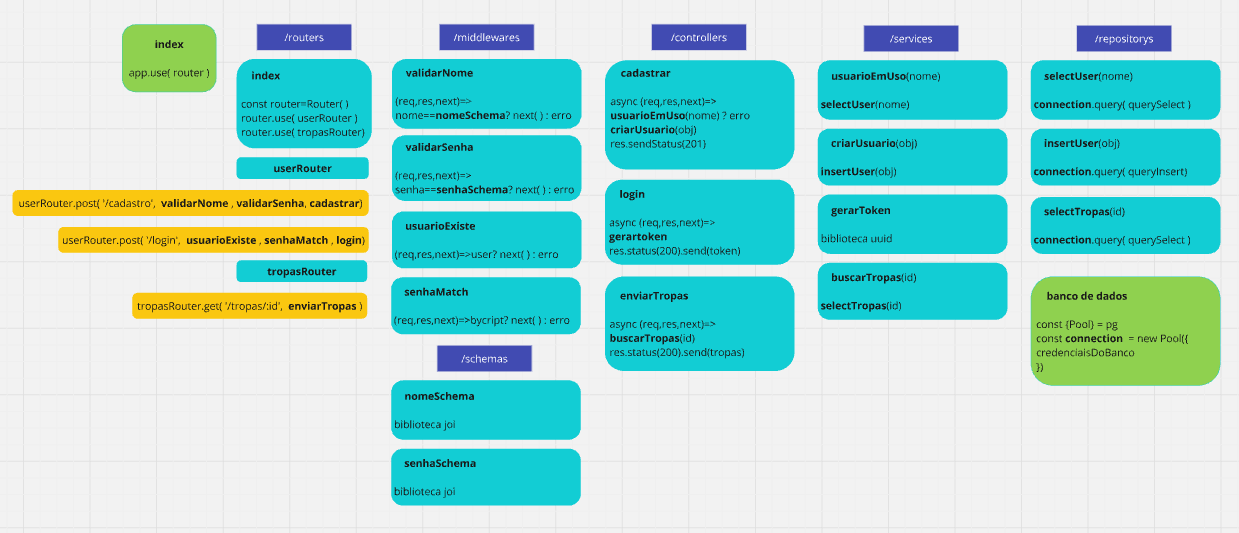 index
app.use( router )
/routers
index
const router=Router( )
router.use( userRouter )
router.use( tropasRouter)
userRouter
userRouter.post( '/cadastro',  validarNome , validarSenha, cadastrar)
userRouter.post( '/login',  usuarioExiste , senhaMatch , login)
tropasRouter
tropasRouter.get( '/tropas/:id',  enviarTropas )
/middlewares
validarNome
(req,res,next)=>
nome==nomeSchema? next( ) : erro
validarSenha
(req,res,next)=>
senha==senhaSchema? next( ) : erro
usuarioExiste
(req,res,next)=>user? next( ) : erro
senhaMatch
(req,res,next)=>bycript? next( ) : erro
/schemas
nomeSchema
biblioteca joi
senhaSchema
biblioteca joi
/controllers
cadastrar
async (req,res,next)=>
usuarioEmUso(nome) ? erro
criarUsuario(obj)
res.sendStatus(201)
login
async (req,res,next)=>
gerartoken
res.status(200).send(token)
enviarTropas
async (req,res,next)=>
buscarTropas(id)
res.status(200).send(tropas)
/services
usuarioEmUso(nome)
selectUser(nome)
criarUsuario(obj)
insertUser(obj)
gerarToken
biblioteca uuid
buscarTropas(id)
selectTropas(id)
/repositorys
selectUser(nome)
connection.query( querySelect )
insertUser(obj)
connection.query( queryInsert)
selectTropas(id)
connection.query( querySelect )
banco de dados
const {Pool} = pg
const connection  = new Pool({
credenciaisDoBanco
})